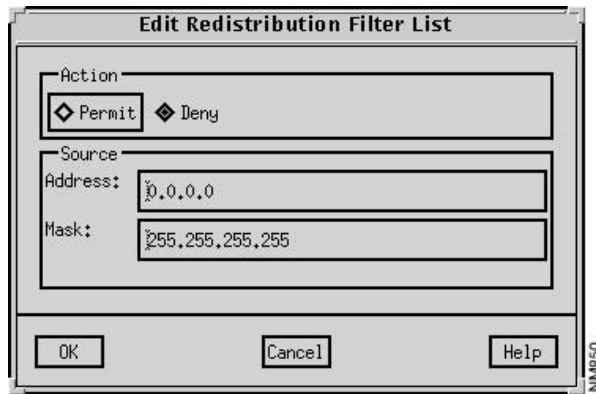 Edit Redistribution Filter List
Action
Permit Deny
Source
Address: 0.0.0.0
Mask: 255.255.255.255
OK Cancel Help
NM850